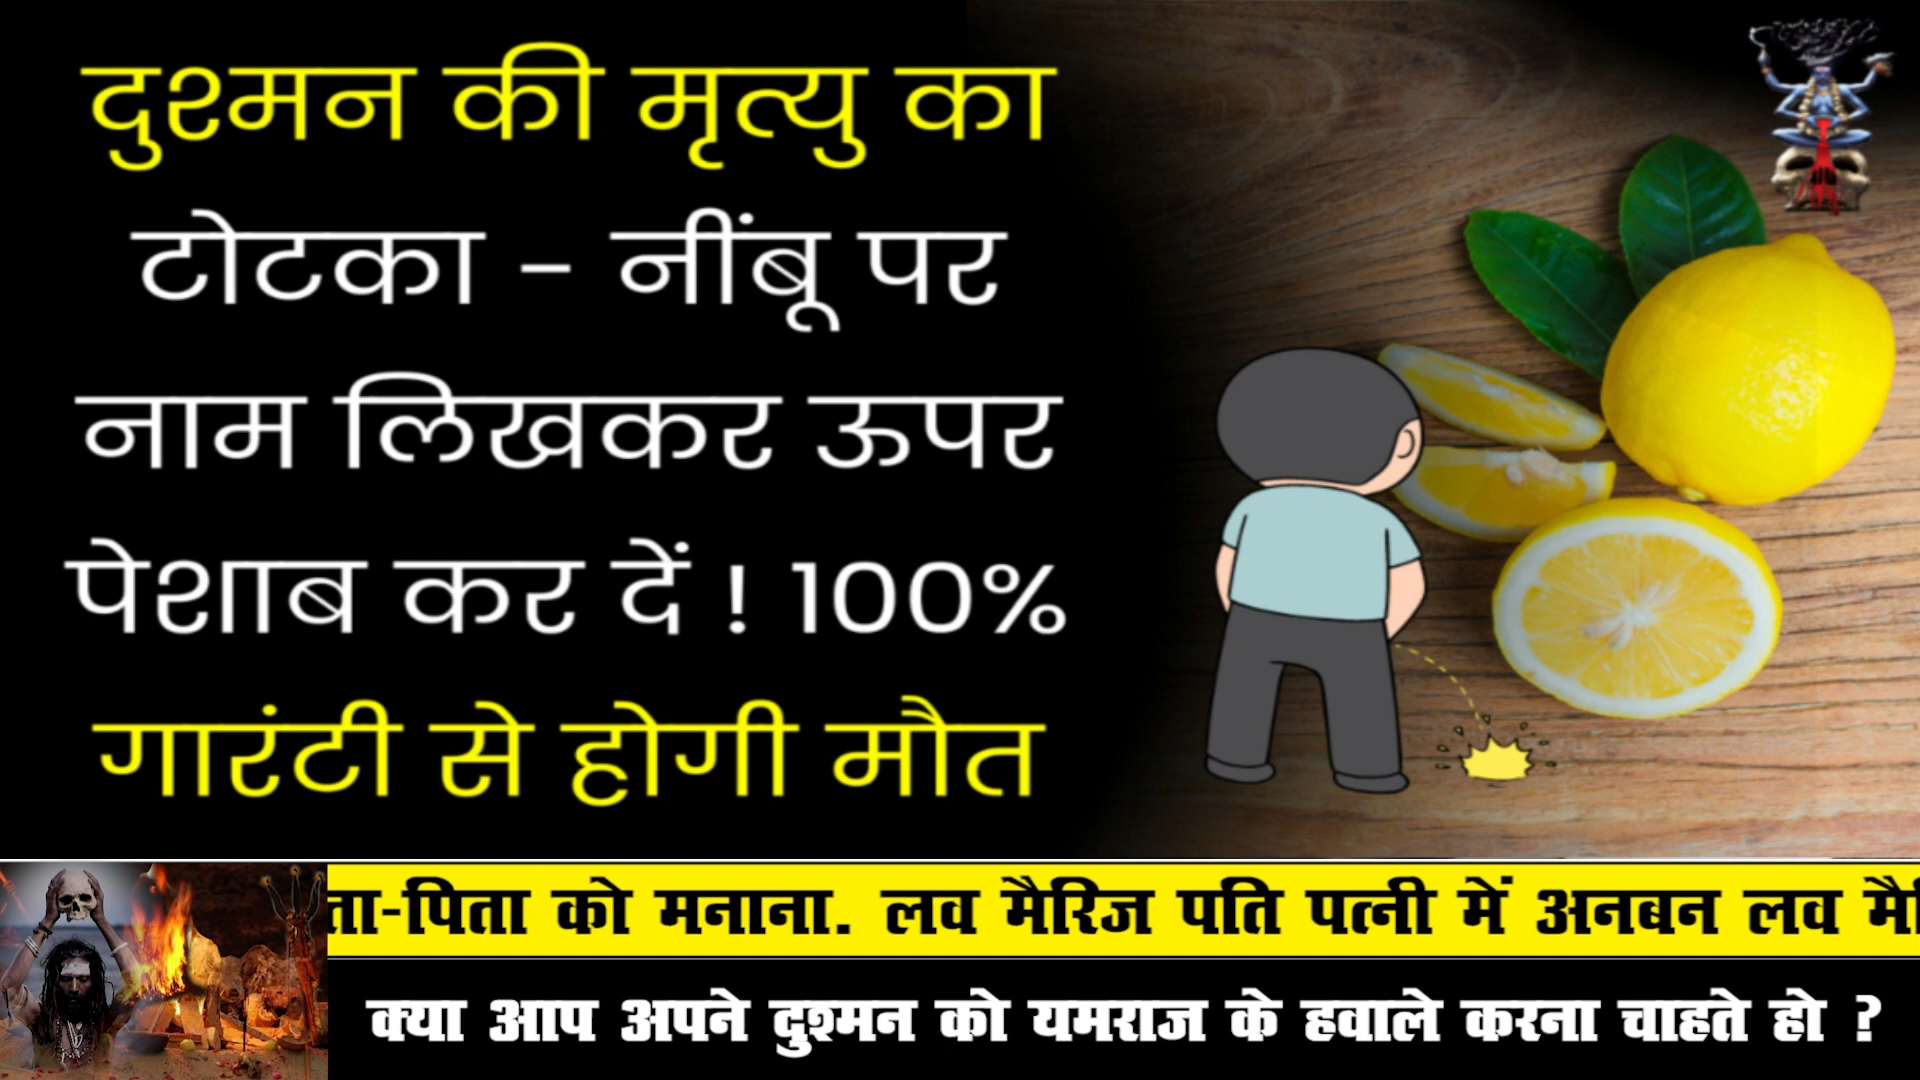 दुश्मन की मृत्यु का
टोटका - नींबू पर
नाम लिखकर ऊपर
पेशाब कर दें ! 100%
गारंटी से होगी मौत
ता-पिता को मनाना. लव मैरिज पति पत्नी में अनबन लव मै
क्या आप अपने दुश्मन को यमराज के हवाले करना चाहते हो ?